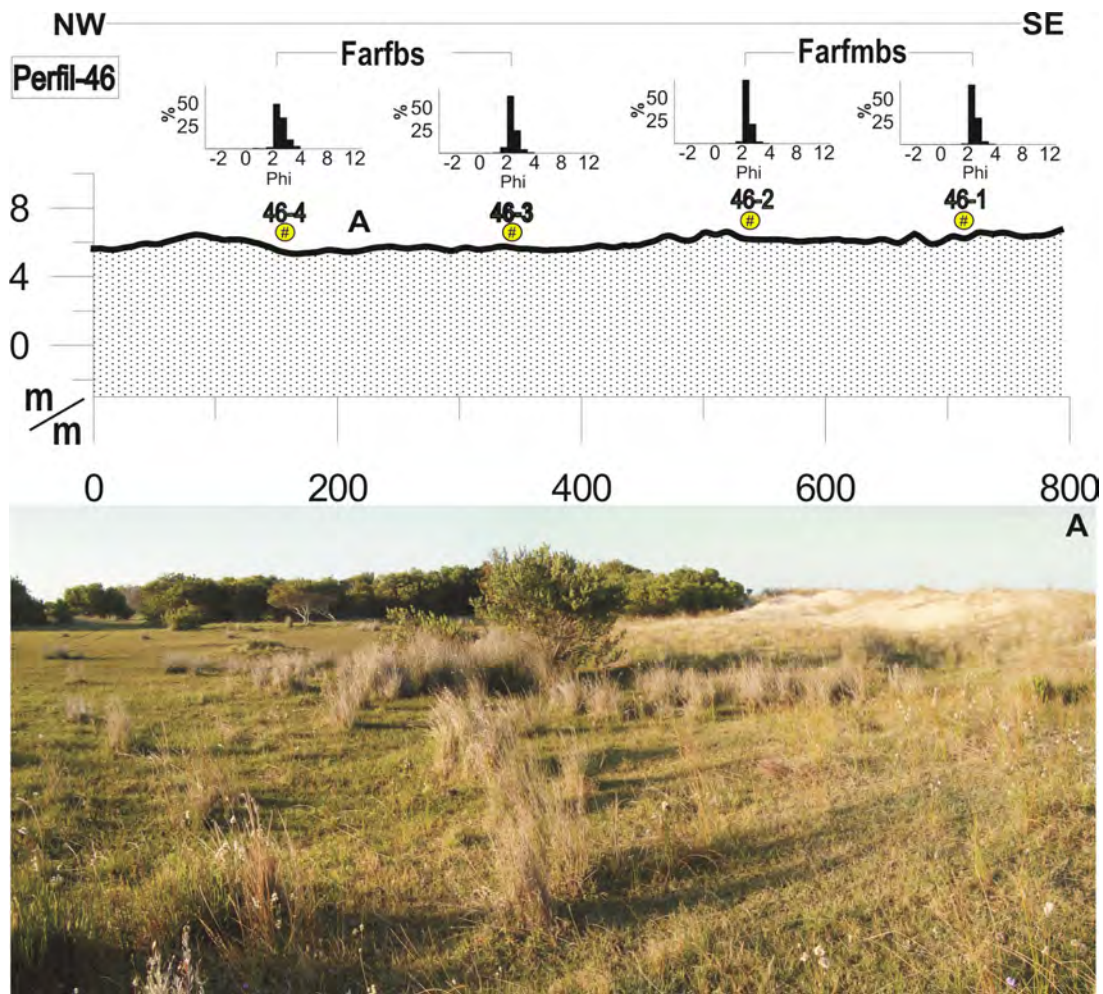 NW SE
Farfbs Farfmbs
Perfil-46
% 50 25 % 50 25 % 50 25 % 50 25
-2 0 2 4 8 12 -2 0 2 4 8 12 -2 0 2 4 8 12 -2 0 2 4 8 12
Phi Phi Phi Phi
46-4 A 46-3 46-2 46-1
# # # #
8
4
0
m/m
0 200 400 600 800
A